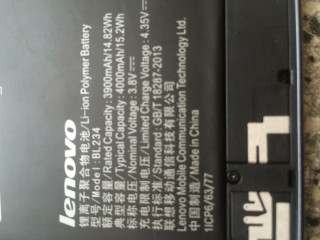 lenovo
锂离子聚合物电池/Li-ion Polymer Battery
型号/Model : BL234
额定容量/Rated Capacity : 3900mAh/14.82Wh
典型容量/Typical Capacity : 4000mAh/15.2Wh
标称电压/Nominal Voltage : 3.8V⎓
充电限制电压/Limited Charge Voltage : 4.35V⎓
执行标准/Standard : GB/T 18287-2013
联想移动通信科技有限公司
Lenovo Mobile Communication Technology Ltd.
中国制造/Made in China
1ICP6/63/77